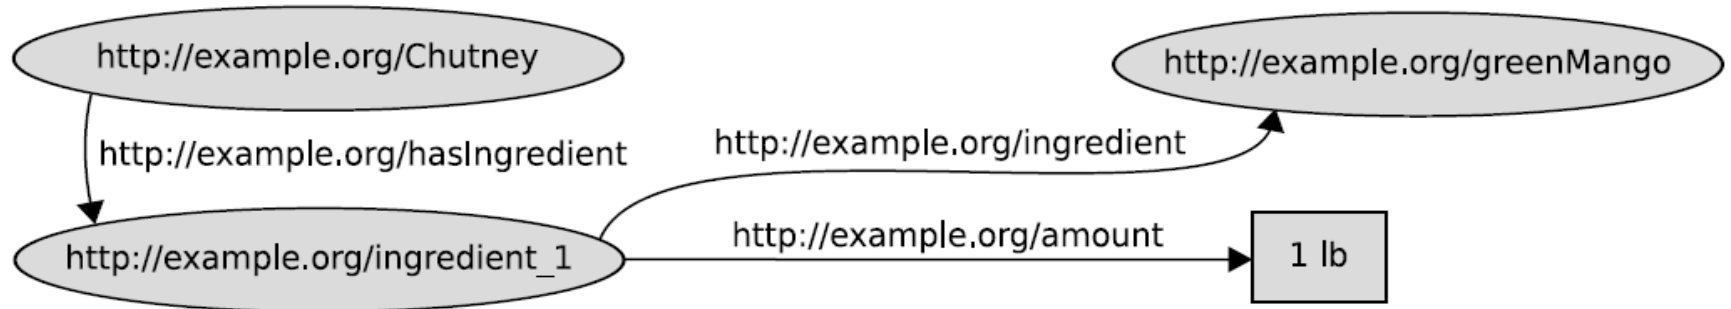 http://example.org/Chutney
http://example.org/greenMango
http://example.org/hasIngredient
http://example.org/ingredient
http://example.org/ingredient_1
http://example.org/amount
1 lb